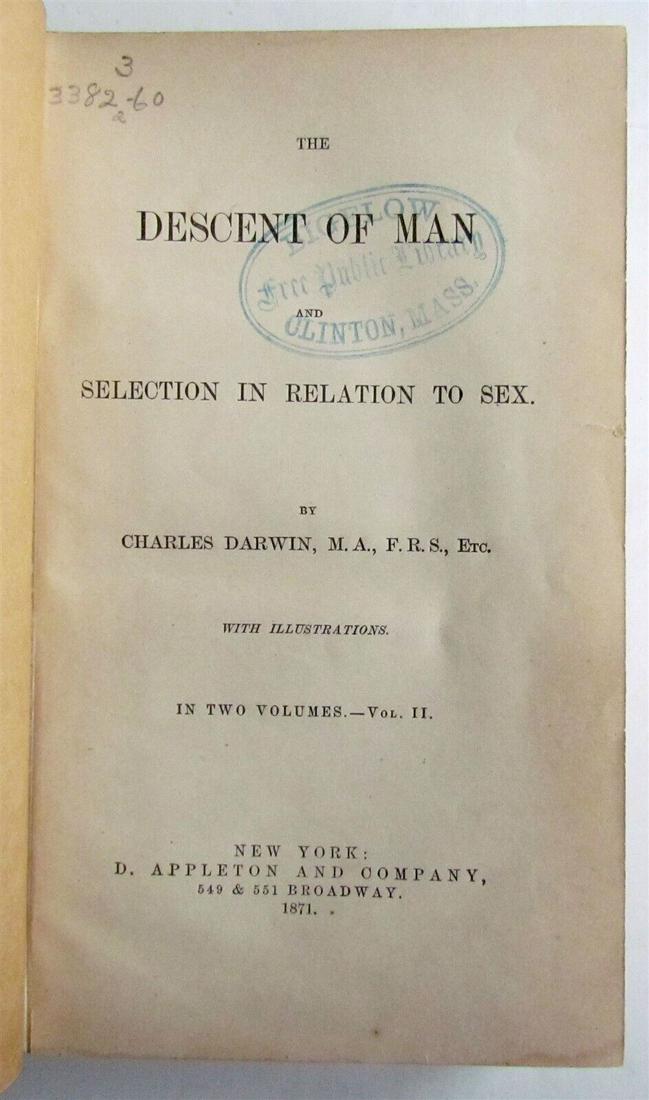 3
3382-60
2
THE
DESCENT OF MAN
BIGELOW
Free Public Library
CLINTON, MASS.
AND
SELECTION IN RELATION TO SEX.
BY
CHARLES DARWIN, M. A., F. R. S., Etc.
WITH ILLUSTRATIONS.
IN TWO VOLUMES.—Vol. II.
NEW YORK:
D. APPLETON AND COMPANY,
549 & 551 BROADWAY.
1871.